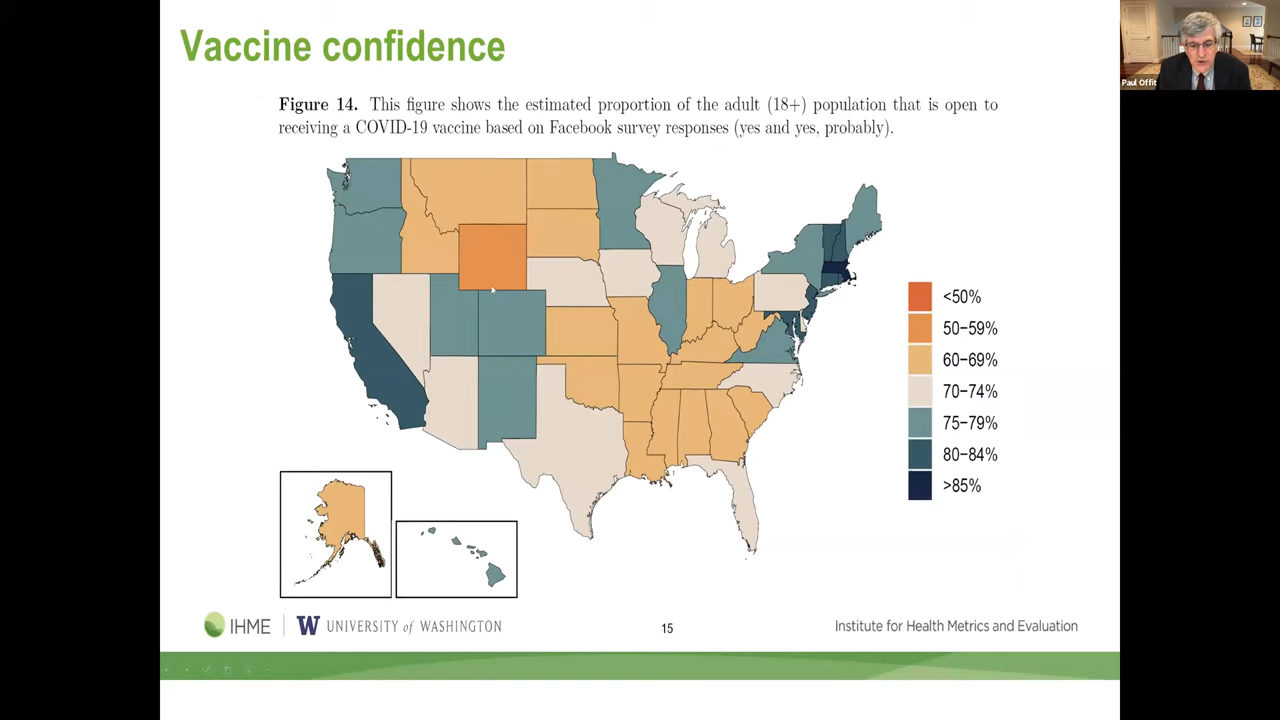 Vaccine confidence
Paul Offit
Figure 14. This figure shows the estimated proportion of the adult (18+) population that is open to
receiving a COVID-19 vaccine based on Facebook survey responses (yes and yes, probably).
<50%
50–59%
60–69%
70–74%
75–79%
80–84%
>85%
IHME
W UNIVERSITY of WASHINGTON
15
Institute for Health Metrics and Evaluation